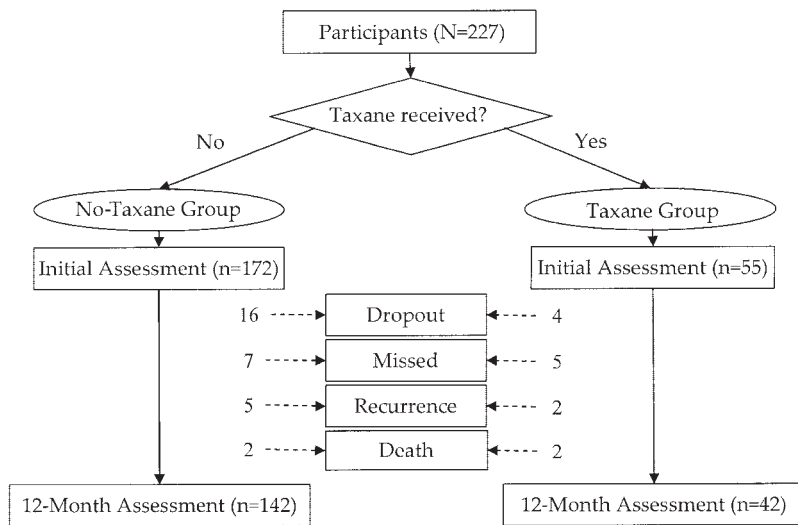 Participants (N=227)
Taxane received?
No
Yes
No-Taxane Group
Taxane Group
Initial Assessment (n=172)
Initial Assessment (n=55)
16
Dropout
4
7
Missed
5
5
Recurrence
2
2
Death
2
12-Month Assessment (n=142)
12-Month Assessment (n=42)